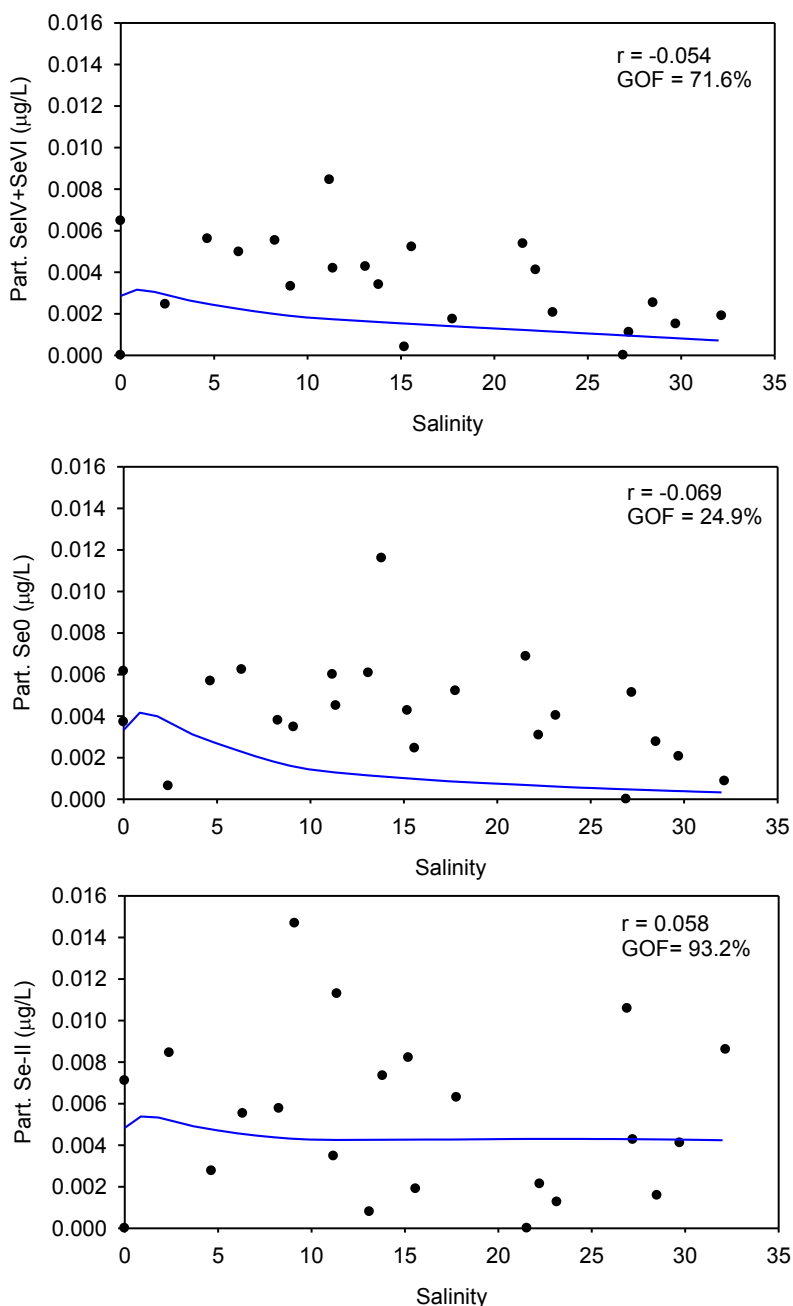 0.016
0.014
0.012
0.010
0.008
0.006
0.004
0.002
0.000
Part. SeIV+SeVI (μg/L)
r = -0.054
GOF = 71.6%
0 5 10 15 20 25 30 35
Salinity
0.016
0.014
0.012
0.010
0.008
0.006
0.004
0.002
0.000
Part. Se0 (μg/L)
r = -0.069
GOF = 24.9%
0 5 10 15 20 25 30 35
Salinity
0.016
0.014
0.012
0.010
0.008
0.006
0.004
0.002
0.000
Part. Se-II (μg/L)
r = 0.058
GOF= 93.2%
0 5 10 15 20 25 30 35
Salinity